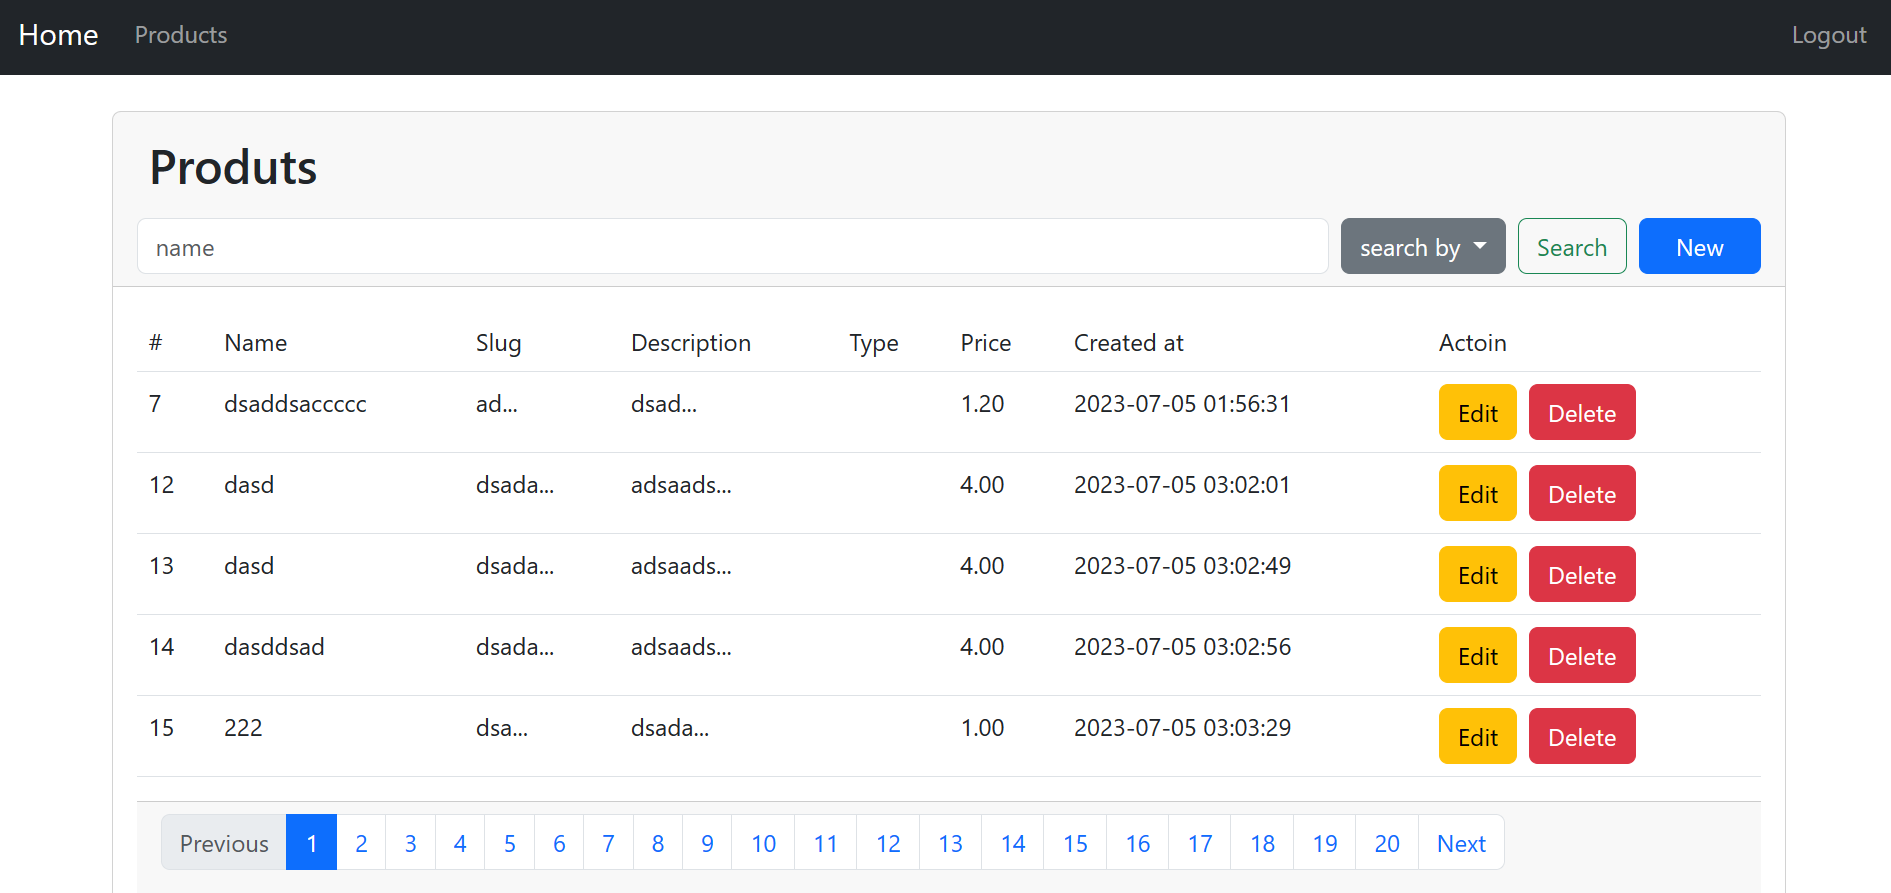 Home Products Logout
Produts
name search by Search New
# Name Slug Description Type Price Created at Actoin
7 dsaddsaccccc ad... dsad... 1.20 2023-07-05 01:56:31 Edit Delete
12 dasd dsada... adsaads... 4.00 2023-07-05 03:02:01 Edit Delete
13 dasd dsada... adsaads... 4.00 2023-07-05 03:02:49 Edit Delete
14 dasddsad dsada... adsaads... 4.00 2023-07-05 03:02:56 Edit Delete
15 222 dsa... dsada... 1.00 2023-07-05 03:03:29 Edit Delete
Previous 1 2 3 4 5 6 7 8 9 10 11 12 13 14 15 16 17 18 19 20 Next